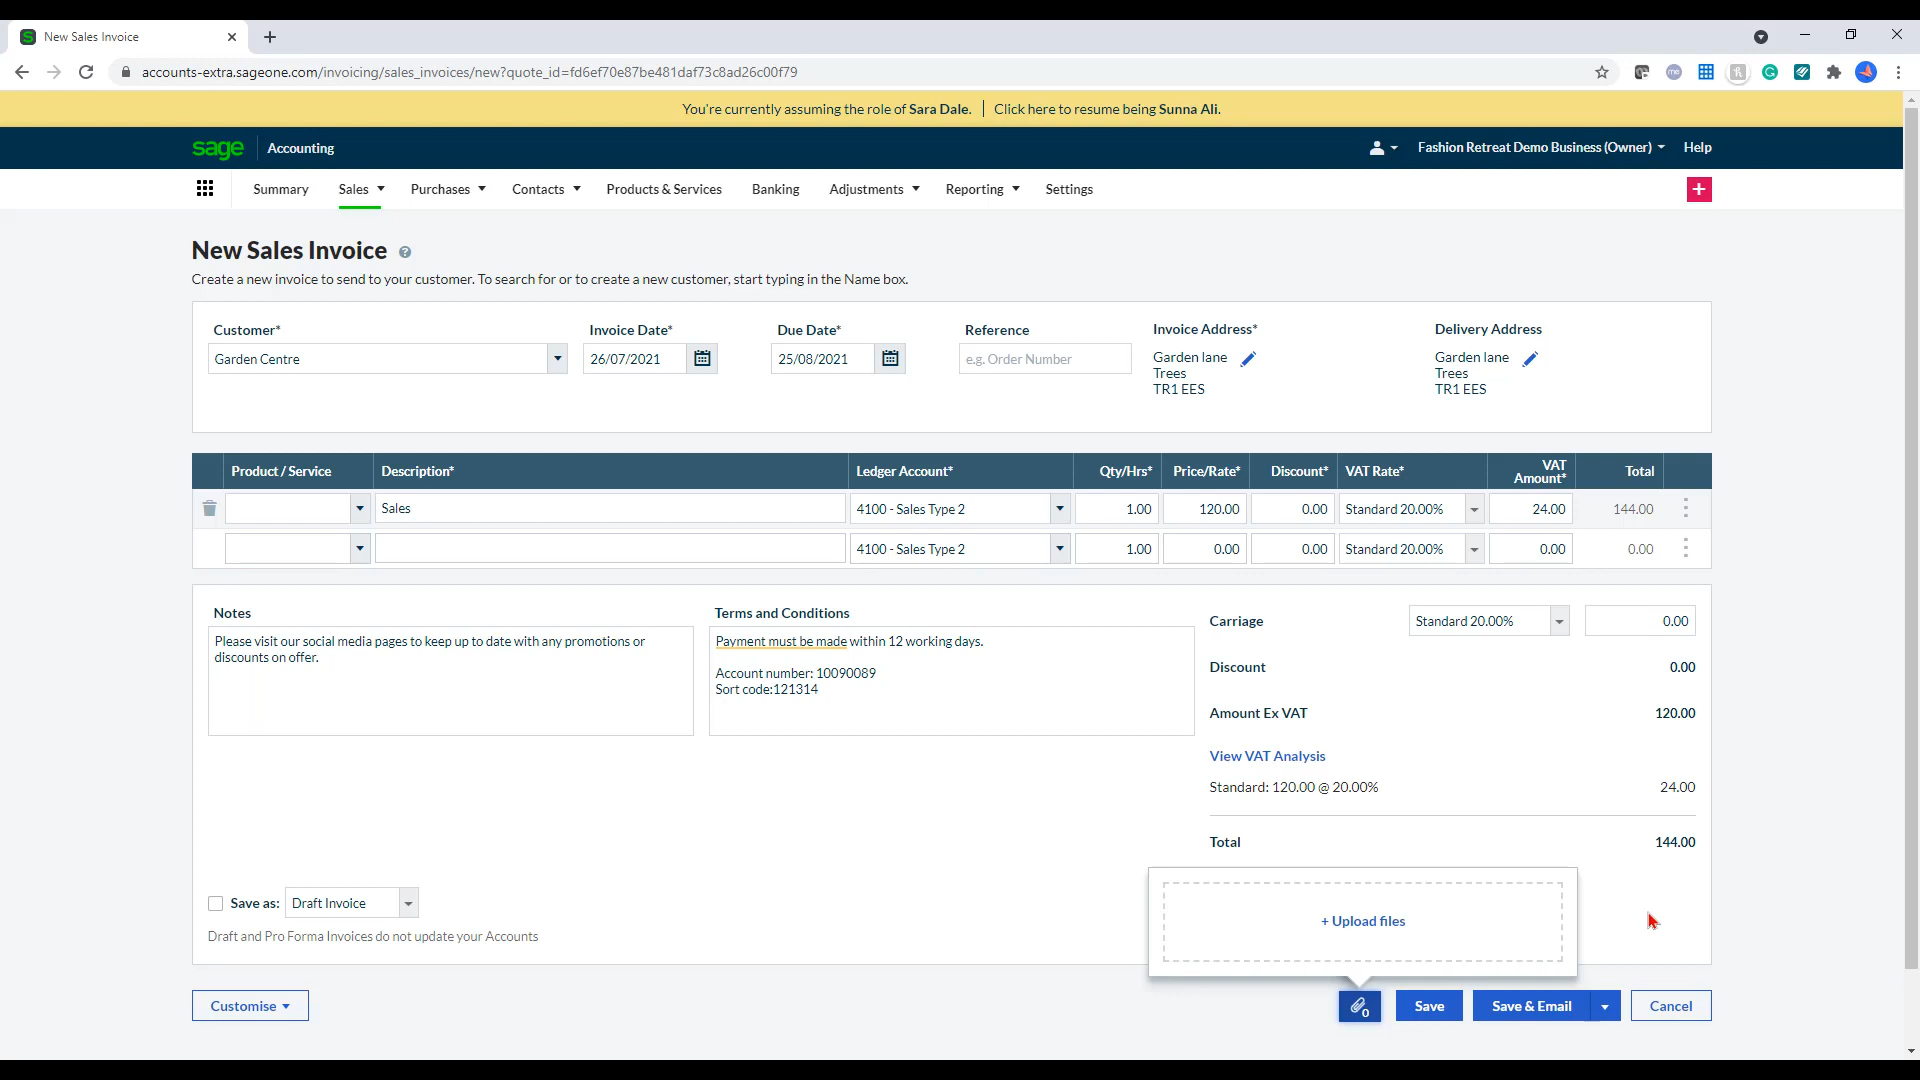 New Sales Invoice
accounts-extra.sageone.com/invoicing/sales_invoices/new?quote_id=fd6ef70e87be481daf73c8ad26c00f79
You're currently assuming the role of Sara Dale. Click here to resume being Sunna Ali.
sage Accounting Fashion Retreat Demo Business (Owner) Help
Summary Sales Purchases Contacts Products & Services Banking Adjustments Reporting Settings +
New Sales Invoice ?
Create a new invoice to send to your customer. To search for or to create a new customer, start typing in the Name box.
Customer* Invoice Date* Due Date* Reference Invoice Address* Delivery Address
Garden Centre 26/07/2021 25/08/2021 e.g. Order Number Garden lane Garden lane
Trees Trees
TR1 EES TR1 EES
Product / Service Description* Ledger Account* Qty/Hrs* Price/Rate* Discount* VAT Rate* VAT Amount* Total
Sales 4100 - Sales Type 2 1.00 120.00 0.00 Standard 20.00% 24.00 144.00
4100 - Sales Type 2 1.00 0.00 0.00 Standard 20.00% 0.00 0.00
Notes Terms and Conditions
Please visit our social media pages to keep up to date with any promotions or
discounts on offer.
Payment must be made within 12 working days.
Account number: 10090089
Sort code:121314
Carriage Standard 20.00% 0.00
Discount 0.00
Amount Ex VAT 120.00
View VAT Analysis
Standard: 120.00 @ 20.00% 24.00
Total 144.00
Save as: Draft Invoice
Draft and Pro Forma Invoices do not update your Accounts
+ Upload files
Customise 0 Save Save & Email Cancel